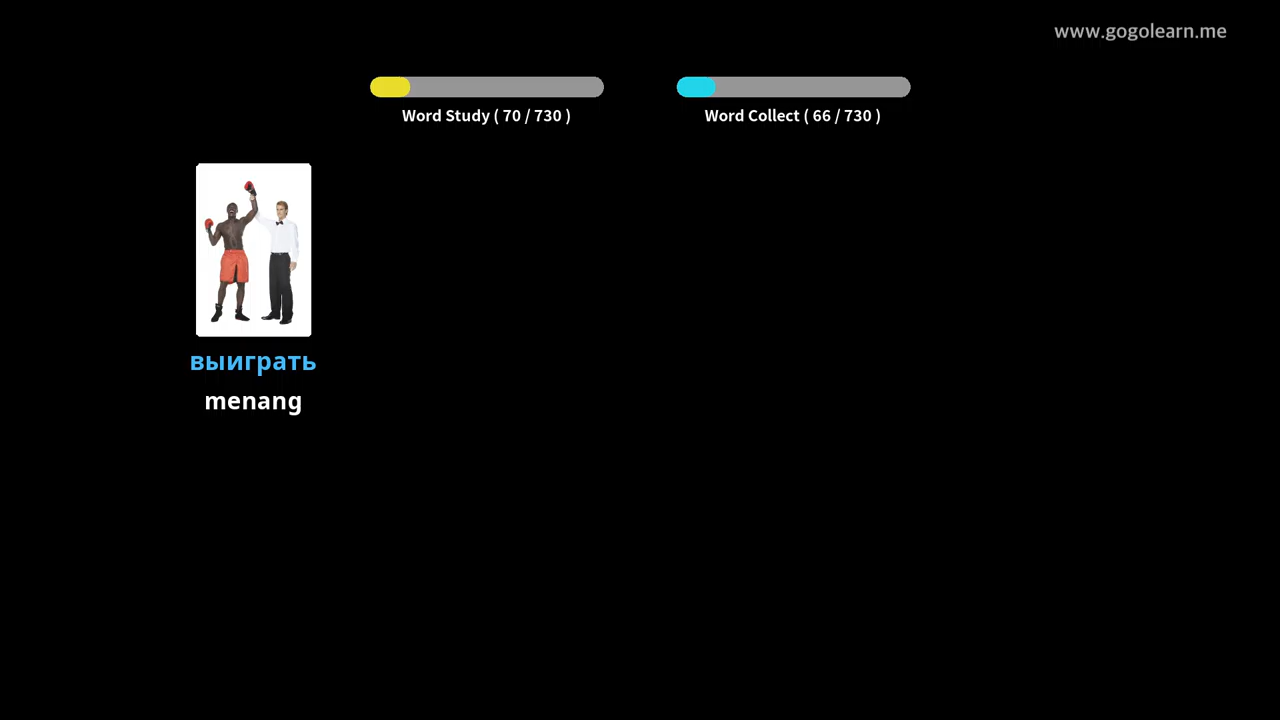 www.gogolearn.me
Word Study ( 70 / 730 )
Word Collect ( 66 / 730 )
выиграть
menang